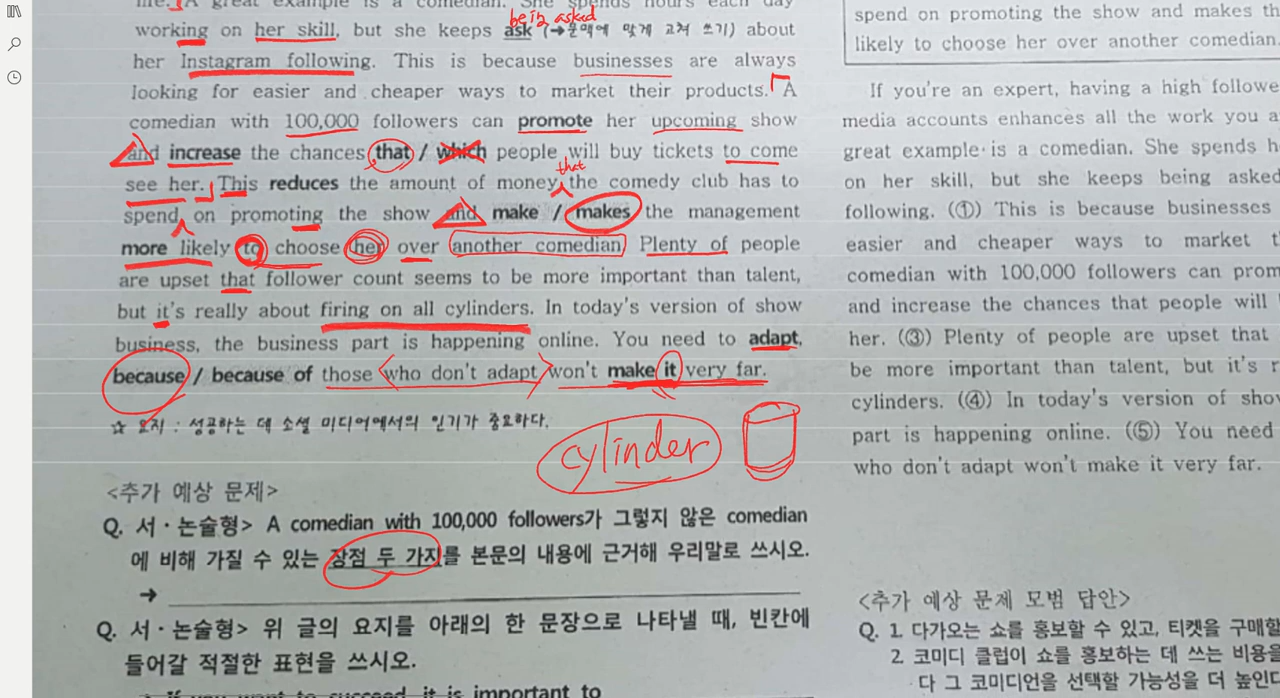 life. A great example is a comedian. She spends hours each day
being asked
working on her skill, but she keeps ask (→문맥에 맞게 고쳐 쓰기) about
her Instagram following. This is because businesses are always
looking for easier and cheaper ways to market their products. A
comedian with 100,000 followers can promote her upcoming show
and increase the chances that / which people will buy tickets to come
that
see her. This reduces the amount of money the comedy club has to
spend on promoting the show and make / makes the management
more likely to choose her over another comedian. Plenty of people
are upset that follower count seems to be more important than talent,
but it's really about firing on all cylinders. In today's version of show
business, the business part is happening online. You need to adapt,
because / because of those who don't adapt won't make it very far.
☆ 요지 : 성공하는 데 소셜 미디어에서의 인기가 중요하다.
cylinder
<추가 예상 문제>
Q. 서·논술형> A comedian with 100,000 followers가 그렇지 않은 comedian
에 비해 가질 수 있는 장점 두 가지를 본문의 내용에 근거해 우리말로 쓰시오.
→
Q. 서·논술형> 위 글의 요지를 아래의 한 문장으로 나타낼 때, 빈칸에
들어갈 적절한 표현을 쓰시오.
→ If you want to succeed, it is important to
spend on promoting the show and makes th
likely to choose her over another comedian.
If you're an expert, having a high followe
media accounts enhances all the work you a
great example is a comedian. She spends h
on her skill, but she keeps being asked
following. (①) This is because businesses
easier and cheaper ways to market t
comedian with 100,000 followers can prom
and increase the chances that people will
her. (③) Plenty of people are upset that
be more important than talent, but it's r
cylinders. (④) In today's version of sho
part is happening online. (⑤) You need
who don't adapt won't make it very far.
<추가 예상 문제 모범 답안>
Q. 1. 다가오는 쇼를 홍보할 수 있고, 티켓을 구매할
2. 코미디 클럽이 쇼를 홍보하는 데 쓰는 비용을
다 그 코미디언을 선택할 가능성을 더 높인다